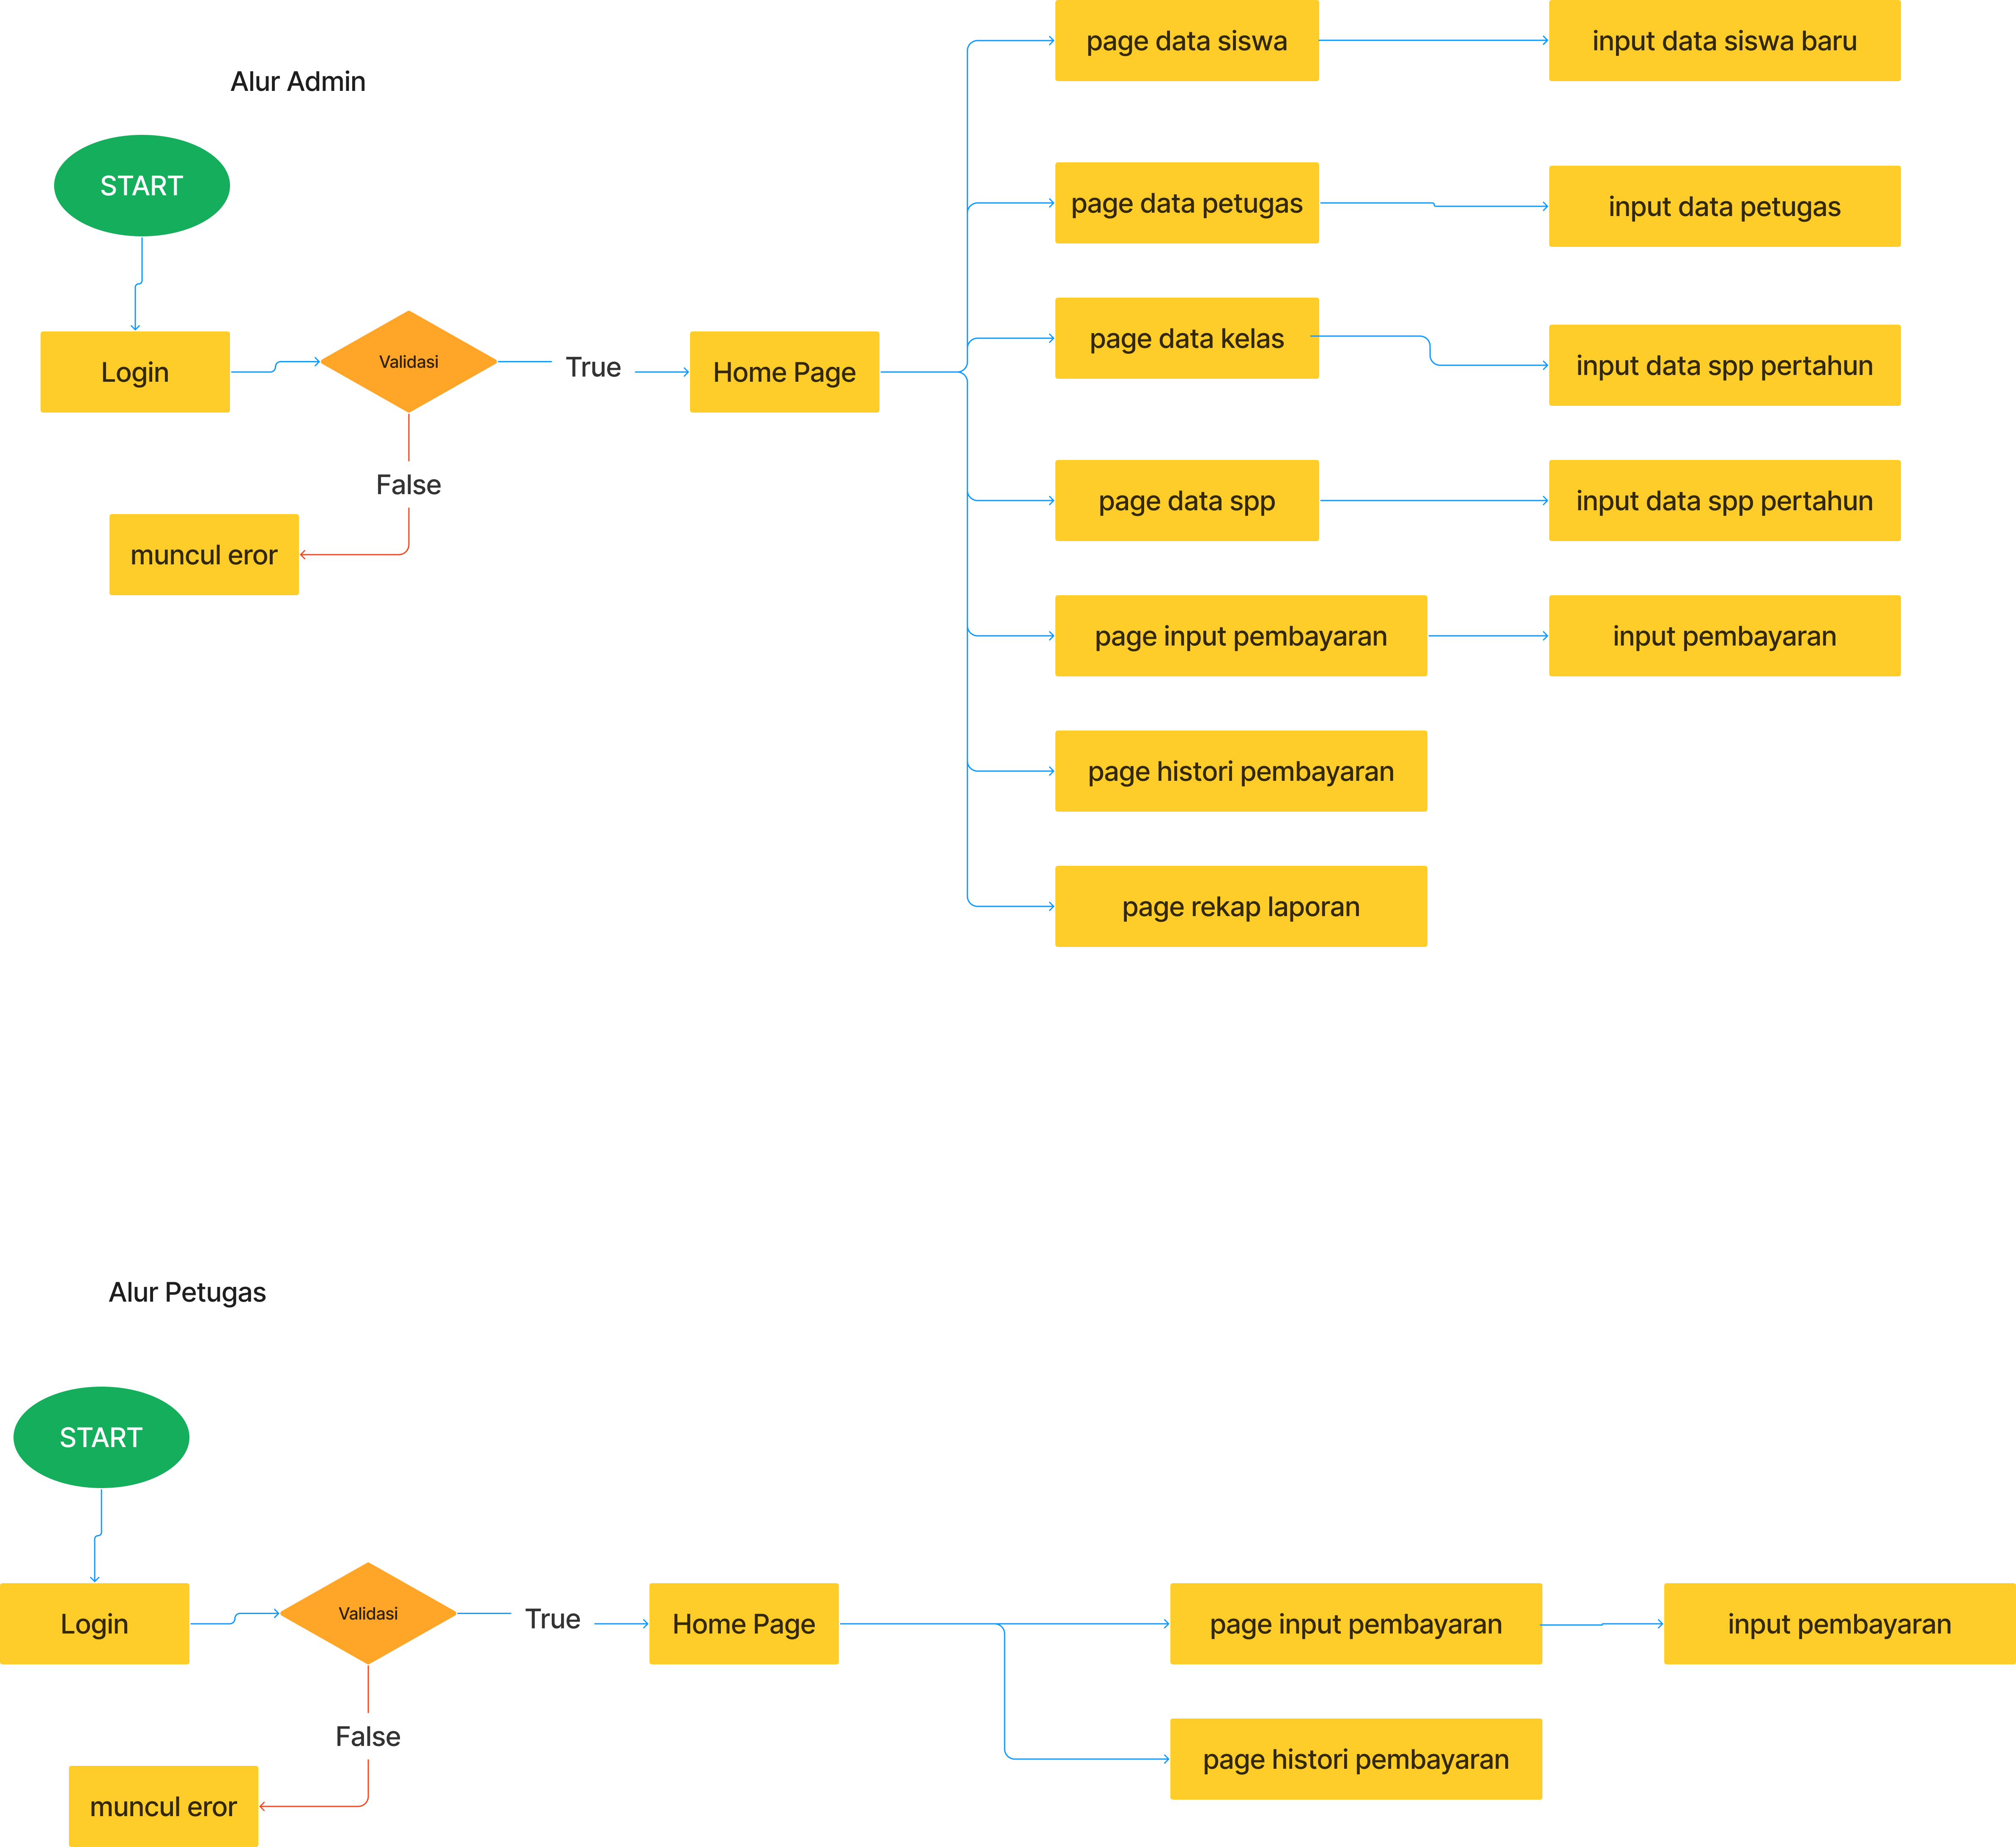 Alur Admin
START
Login
Validasi
True
False
muncul eror
Home Page
page data siswa
input data siswa baru
page data petugas
input data petugas
page data kelas
input data spp pertahun
page data spp
input data spp pertahun
page input pembayaran
input pembayaran
page histori pembayaran
page rekap laporan
Alur Petugas
START
Login
Validasi
True
False
muncul eror
Home Page
page input pembayaran
input pembayaran
page histori pembayaran